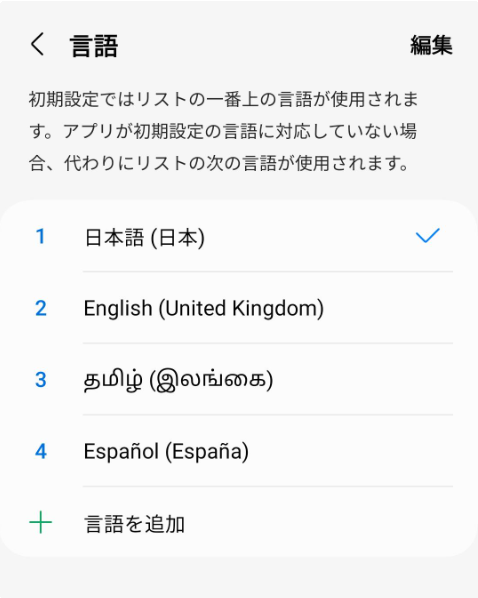 言語 編集
初期設定ではリストの一番上の言語が使用されま
す。アプリが初期設定の言語に対応していない場
合、代わりにリストの次の言語が使用されます。
1 日本語 (日本)
2 English (United Kingdom)
3 தமிழ் (இலங்கை)
4 Español (España)
言語を追加